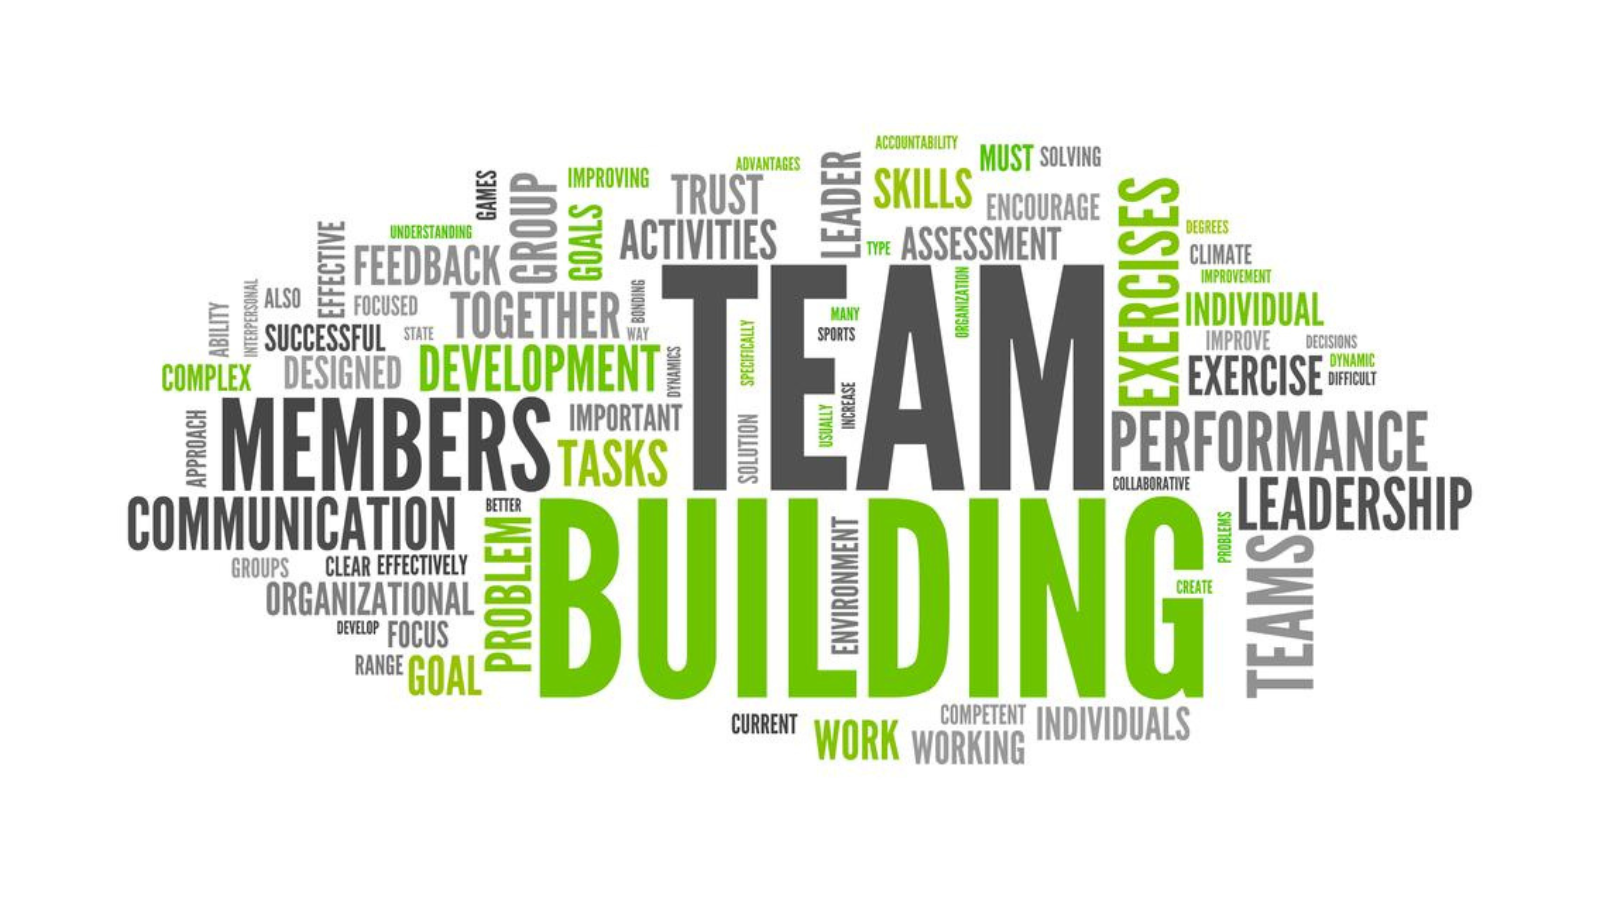 ACCOUNTABILITY
MUST SOLVING
ADVANTAGES
LEADER
SKILLS
GAMES
GROUP
IMPROVING
TRUST
ENCOURAGE
EXERCISES
GOALS
ACTIVITIES
TYPE ASSESSMENT
DEGREES
UNDERSTANDING
EFFECTIVE
FEEDBACK
CLIMATE
IMPROVEMENT
ABILITY
INTERPERSONAL
ALSO
FOCUSED
TOGETHER
BONDING
WAY
TEAM
ORGANIZATION
MANY
SPORTS
SPECIFICALLY
INDIVIDUAL
IMPROVE
DECISIONS
SUCCESSFUL
STATE
COMPLEX
DESIGNED
DEVELOPMENT
DYNAMICS
EXERCISE
DYNAMIC
DIFFICULT
APPROACH
MEMBERS
IMPORTANT
TASKS
SOLUTION
USUALLY
INCREASE
PERFORMANCE
COLLABORATIVE
LEADERSHIP
COMMUNICATION
BETTER
PROBLEM
BUILDING
ENVIRONMENT
PROBLEMS
CREATE
TEAMS
GROUPS
CLEAR EFFECTIVELY
ORGANIZATIONAL
DEVELOP FOCUS
RANGE GOAL
CURRENT
WORK
COMPETENT
WORKING
INDIVIDUALS